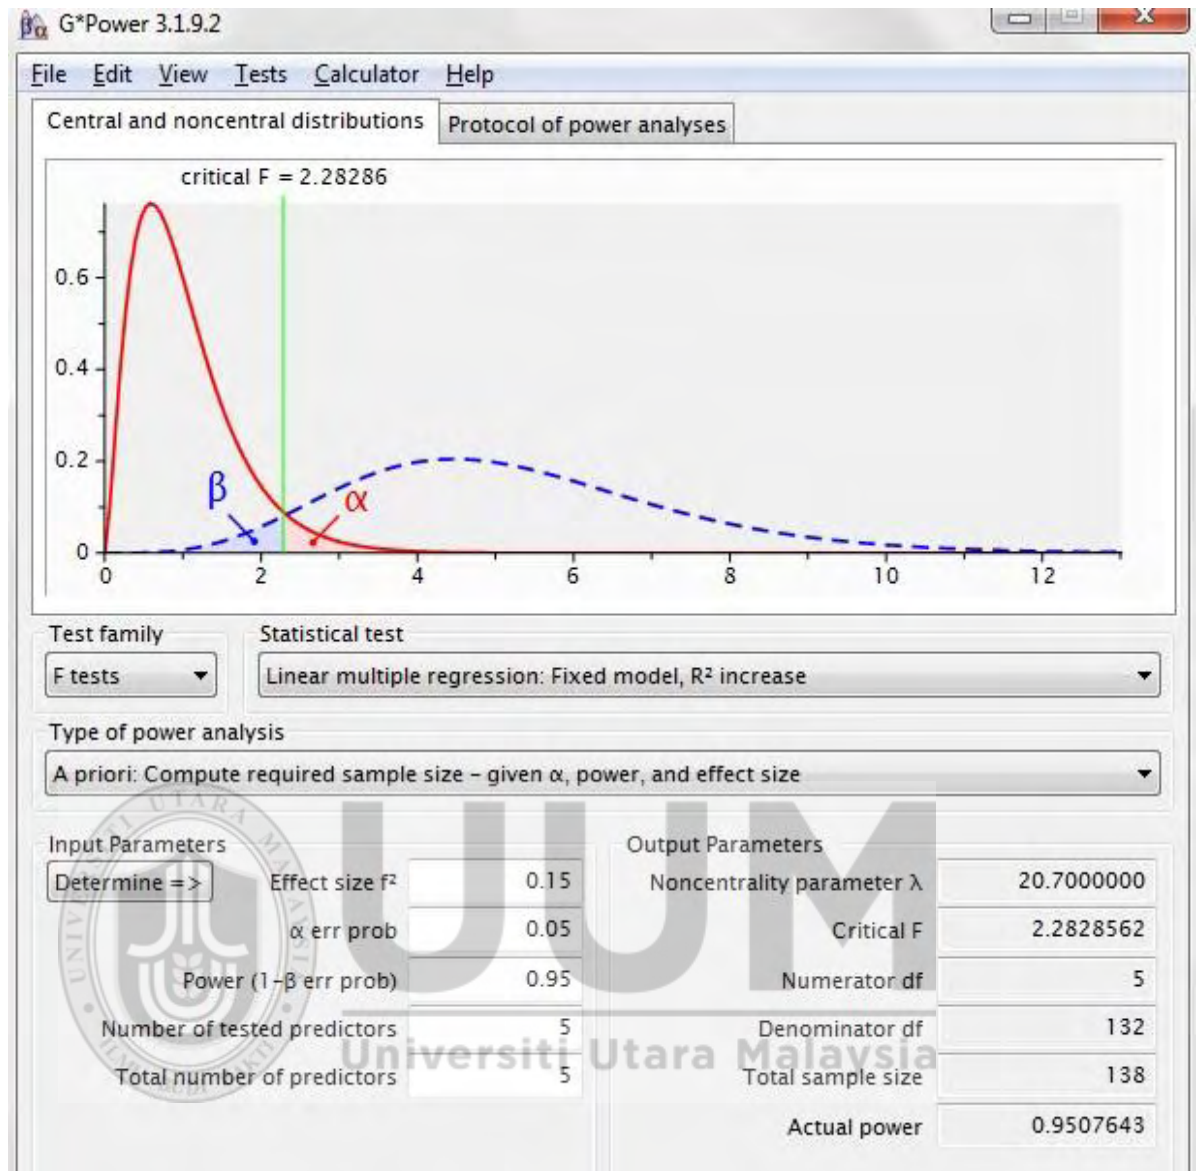 G*Power 3.1.9.2
File Edit View Tests Calculator Help
Central and noncentral distributions Protocol of power analyses
critical F = 2.28286
0.6
0.4
0.2
0
β
α
0 2 4 6 8 10 12
Test family Statistical test
F tests Linear multiple regression: Fixed model, R² increase
Type of power analysis
A priori: Compute required sample size – given α, power, and effect size
Input Parameters Output Parameters
Determine => Effect size f² 0.15 Noncentrality parameter λ 20.7000000
α err prob 0.05 Critical F 2.2828562
Power (1-β err prob) 0.95 Numerator df 5
Number of tested predictors 5 Denominator df 132
Total number of predictors 5 Total sample size 138
Actual power 0.9507643
UUM
Universiti Utara Malaysia
UNIVERSITI UTARA MALAYSIA